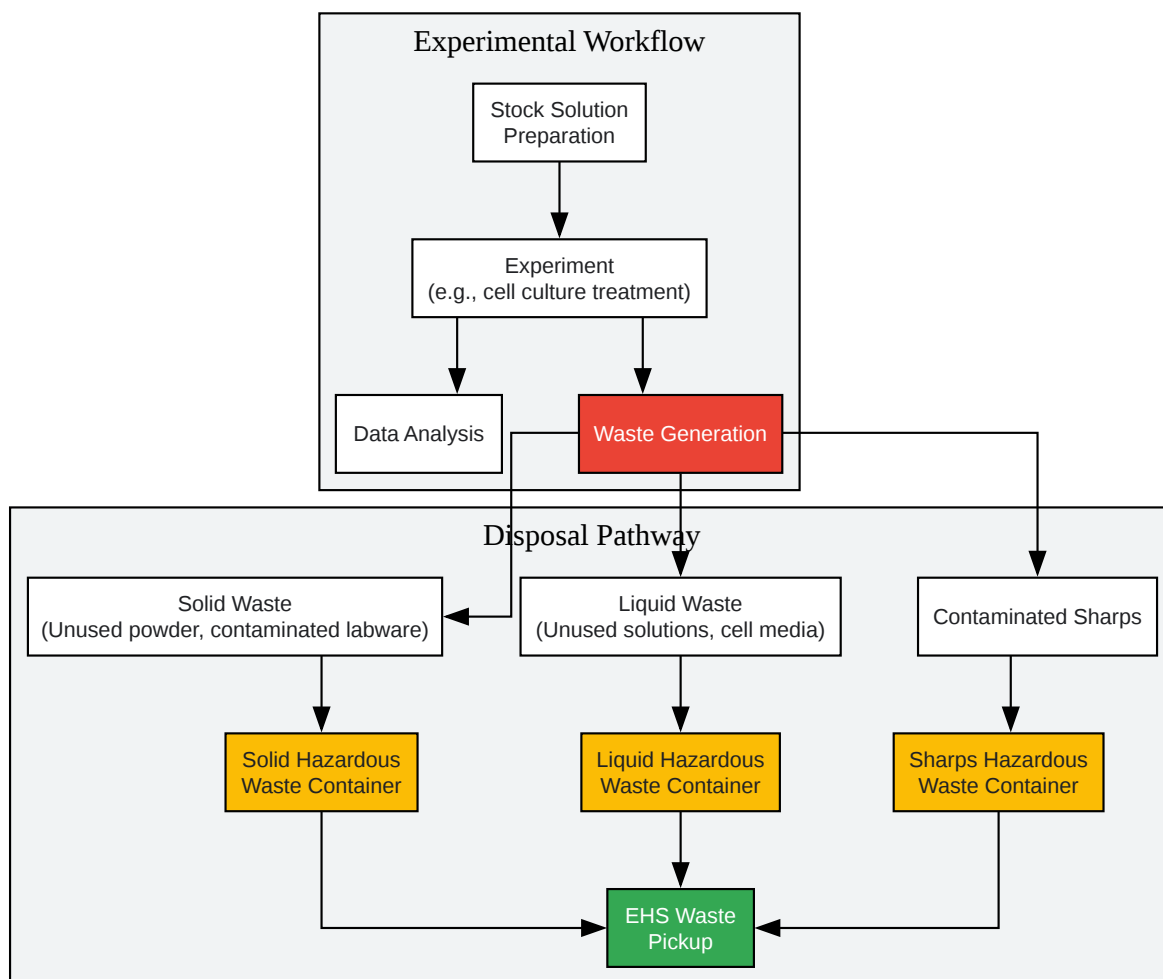 Experimental Workflow
Stock Solution
Preparation
Experiment
(e.g., cell culture treatment)
Data Analysis
Waste Generation
Disposal Pathway
Solid Waste
(Unused powder, contaminated labware)
Liquid Waste
(Unused solutions, cell media)
Contaminated Sharps
Solid Hazardous
Waste Container
Liquid Hazardous
Waste Container
Sharps Hazardous
Waste Container
EHS Waste
Pickup